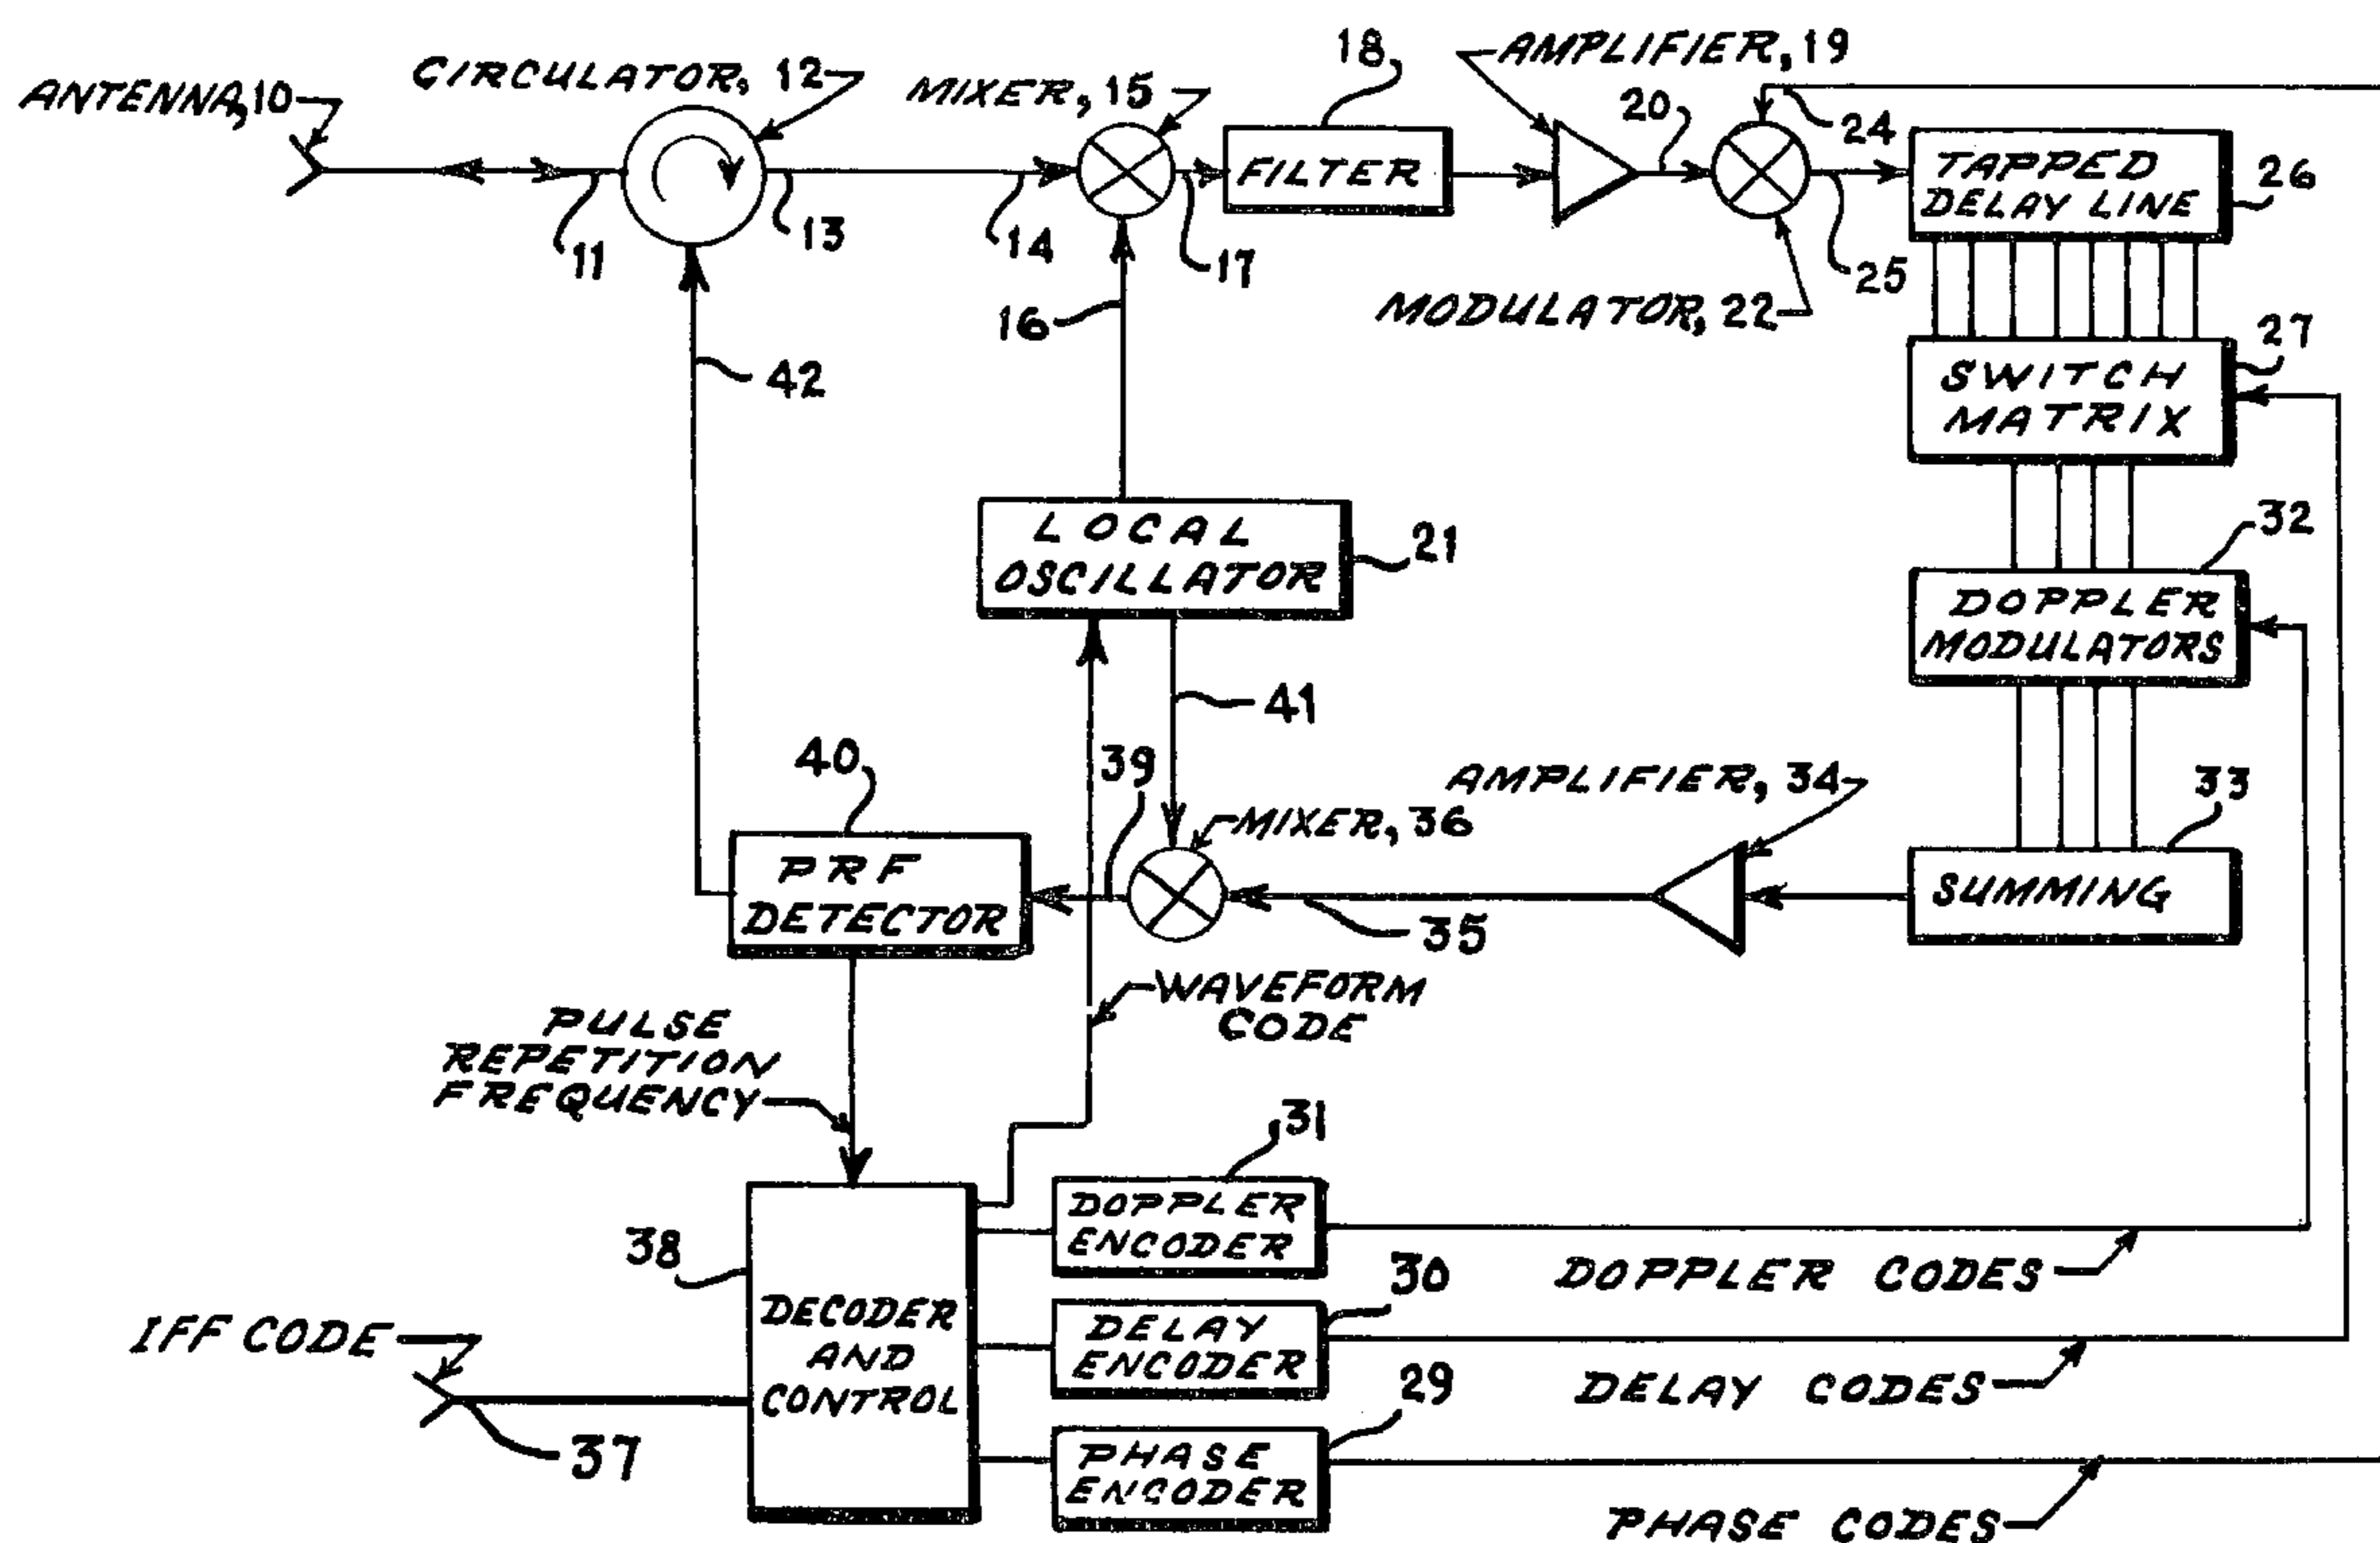 ANTENNA, 10
CIRCULATOR, 12
MIXER, 15
18
AMPLIFIER, 19
20
24
11
13
14
17
FILTER
MODULATOR, 22
25
TAPPED
DELAY LINE
26
16
42
27
SWITCH
MATRIX
LOCAL
OSCILLATOR
21
32
DOPPLER
MODULATORS
41
40
39
MIXER, 36
AMPLIFIER, 34
33
PRF
DETECTOR
35
SUMMING
WAVEFORM
CODE
PULSE
REPETITION
FREQUENCY
31
38
DOPPLER
ENCODER
DOPPLER CODES
30
IFF CODE
DECODER
AND
CONTROL
DELAY
ENCODER
DELAY CODES
29
37
PHASE
ENCODER
PHASE CODES